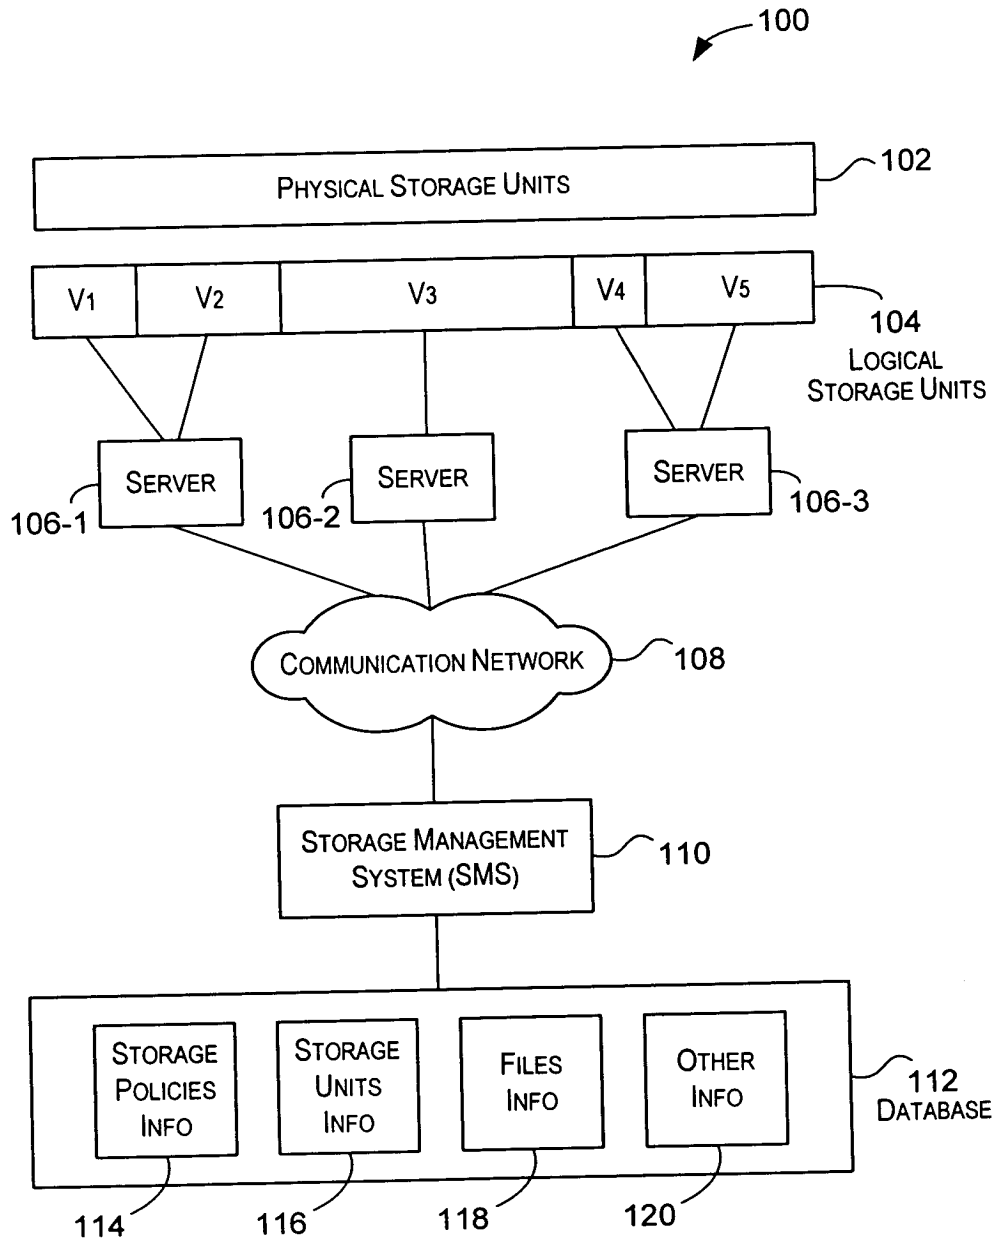 100
PHYSICAL STORAGE UNITS
102
V1 V2 V3 V4 V5
104
LOGICAL
STORAGE UNITS
SERVER
106-1
SERVER
106-2
SERVER
106-3
COMMUNICATION NETWORK
108
STORAGE MANAGEMENT
SYSTEM (SMS)
110
STORAGE
POLICIES
INFO
STORAGE
UNITS
INFO
FILES
INFO
OTHER
INFO
112
DATABASE
114
116
118
120